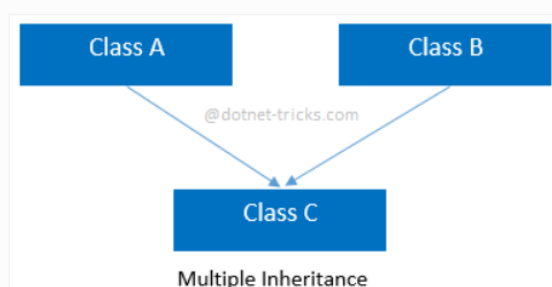 Class A
Class B
@dotnet-tricks.com
Class C
Multiple Inheritance